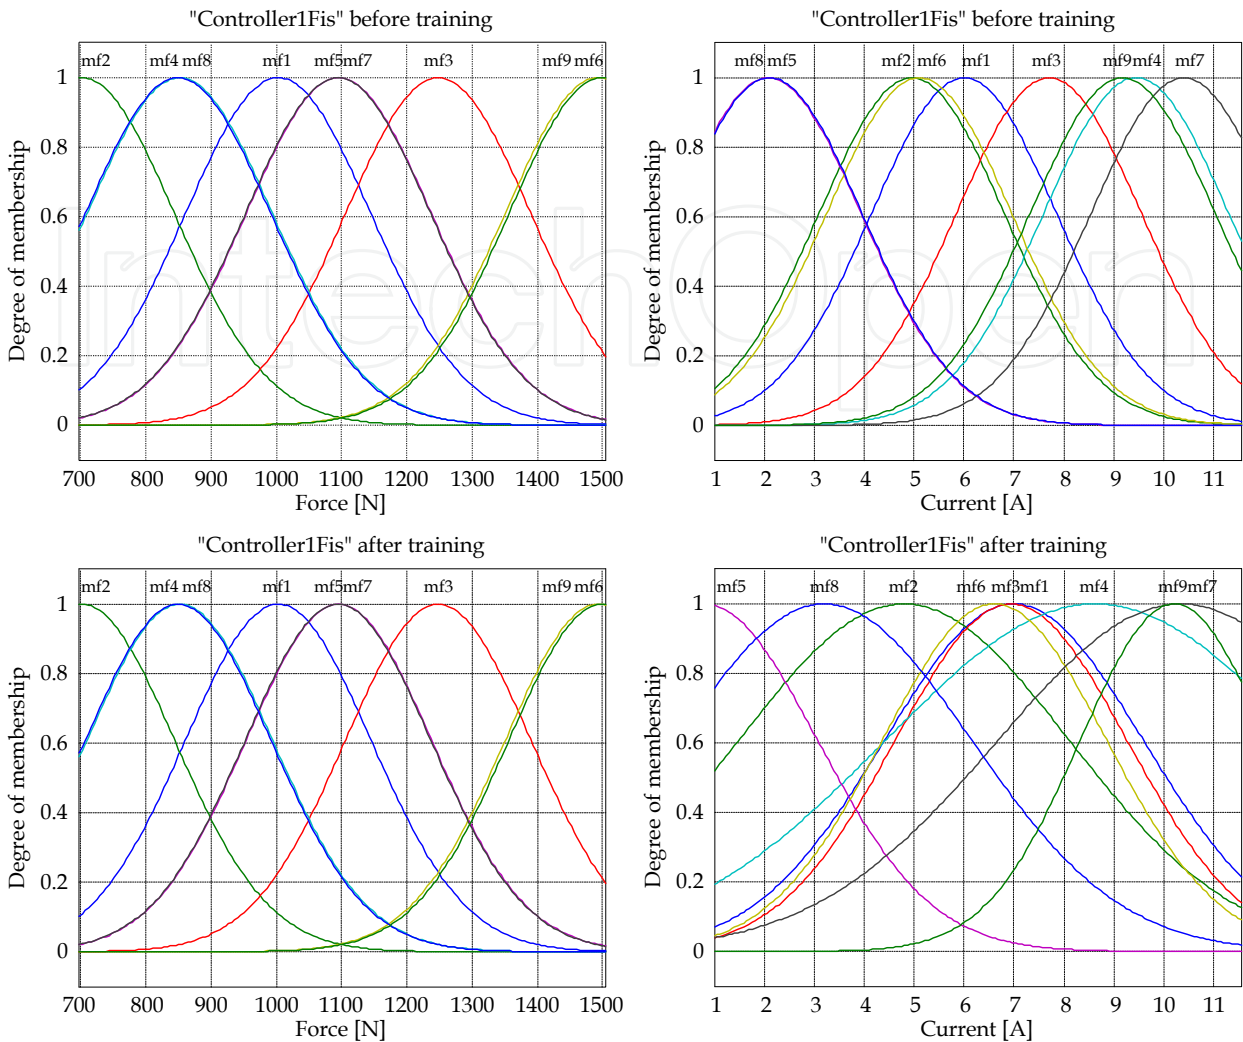 "Controller1Fis" before training
mf2 mf4 mf8 mf1 mf5mf7 mf3 mf9 mf6
1
0.8
0.6
0.4
0.2
0
Degree of membership
700 800 900 1000 1100 1200 1300 1400 1500
Force [N]
"Controller1Fis" before training
mf8 mf5 mf2 mf6 mf1 mf3 mf9mf4 mf7
1
0.8
0.6
0.4
0.2
0
Degree of membership
1 2 3 4 5 6 7 8 9 10 11
Current [A]
IntechOpen
"Controller1Fis" after training
mf2 mf4 mf8 mf1 mf5mf7 mf3 mf9 mf6
1
0.8
0.6
0.4
0.2
0
Degree of membership
700 800 900 1000 1100 1200 1300 1400 1500
Force [N]
"Controller1Fis" after training
mf5 mf8 mf2 mf6 mf3mf1 mf4 mf9mf7
1
0.8
0.6
0.4
0.2
0
Degree of membership
1 2 3 4 5 6 7 8 9 10 11
Current [A]